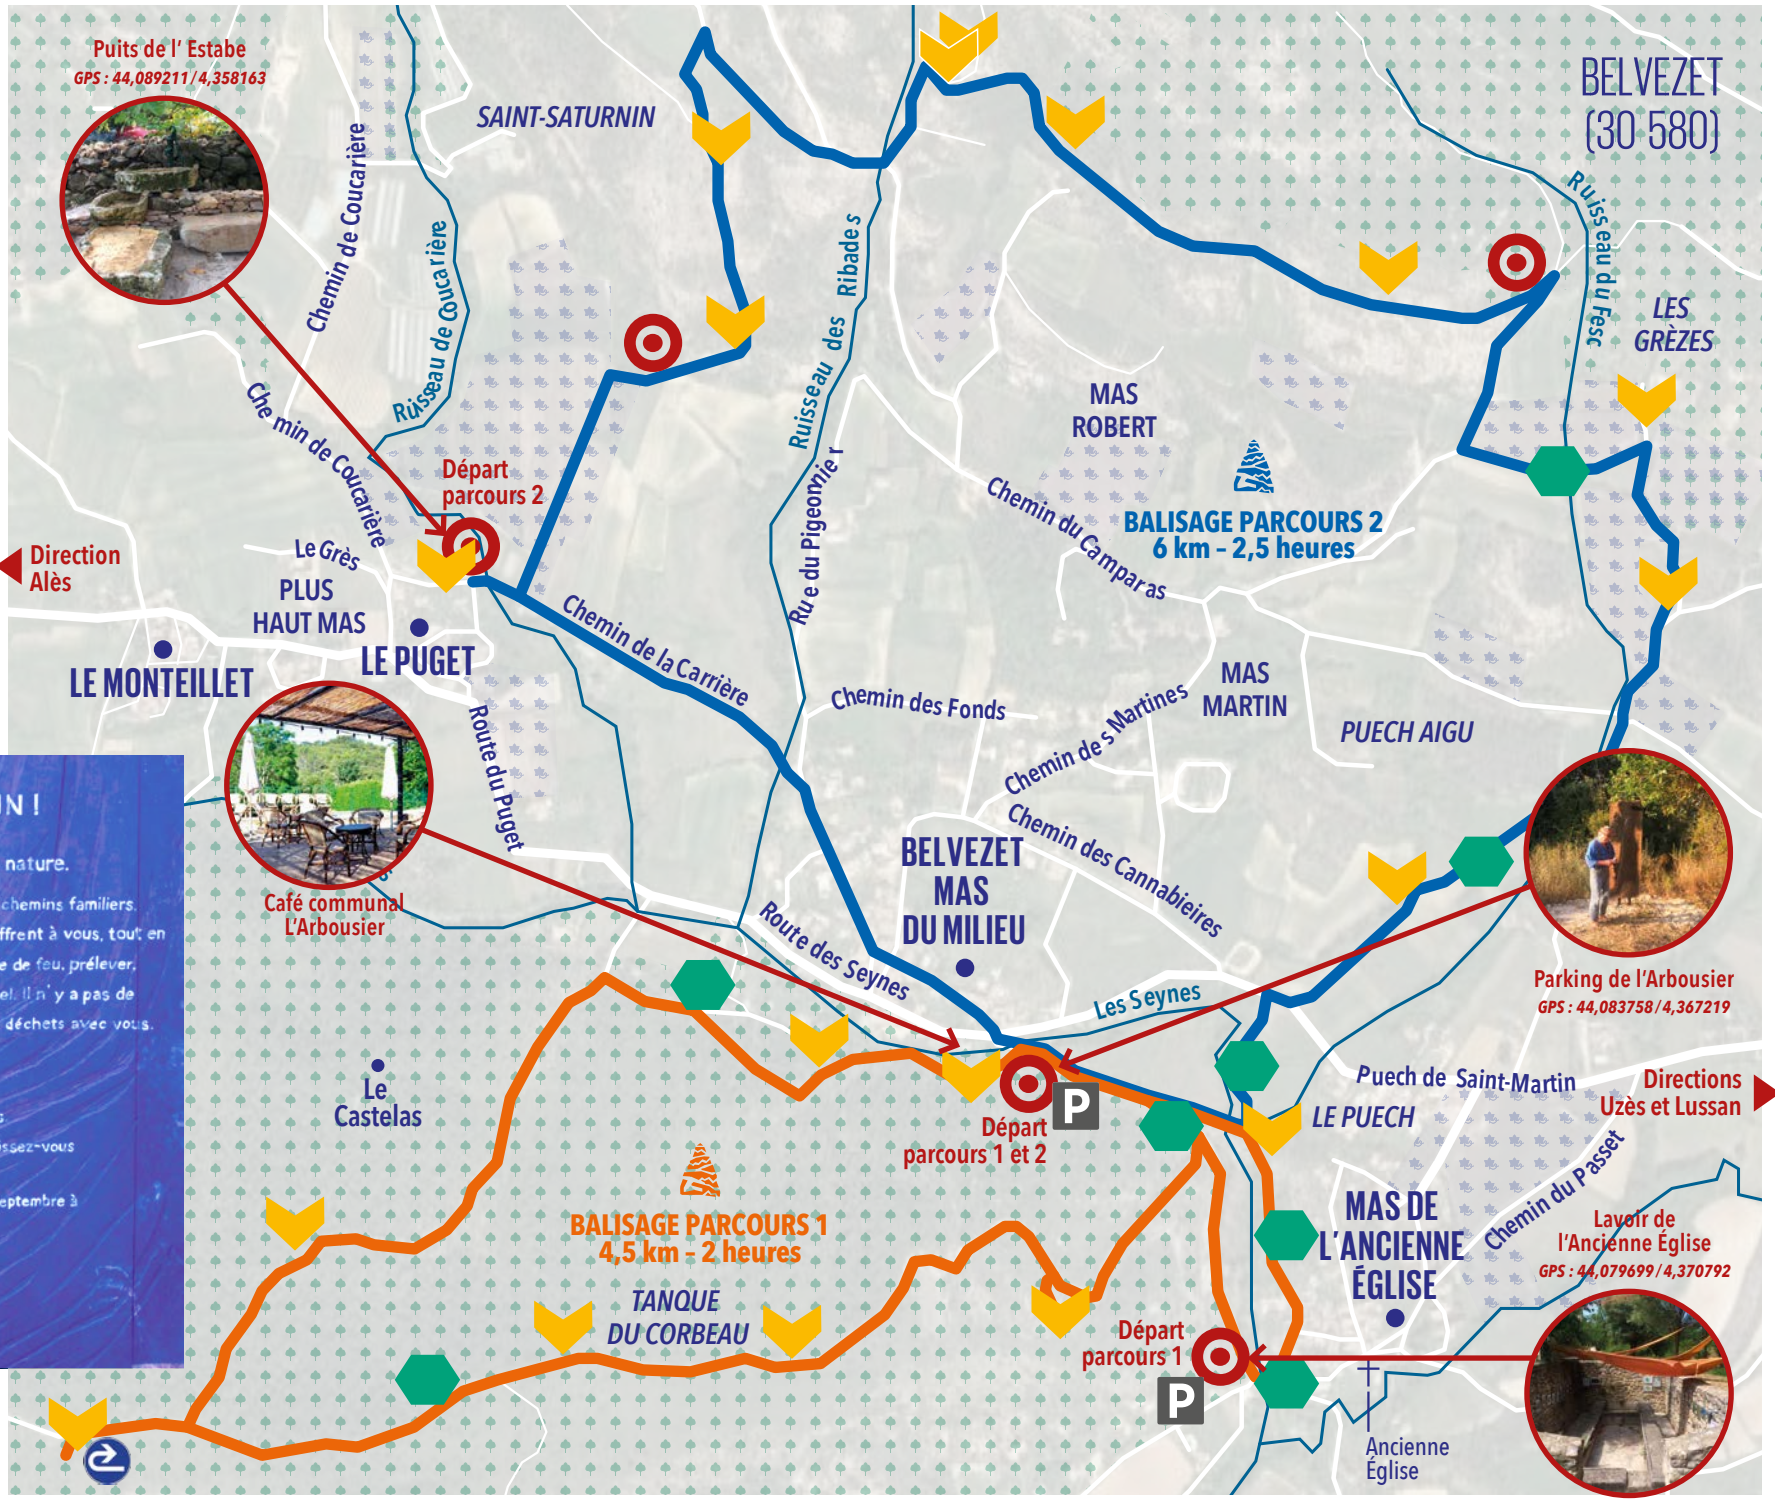 Puits de l' Estabe
GPS : 44,089211/4,358163
SAINT-SATURNIN
BELVEZET
(30 580)
Chemin de Coucarière
Ruisseau de Coucarière
Ruisseau des Ribades
Ruisseau du Fesc
LES
GRÈZES
MAS
ROBERT
Chemin de Coucarière
Départ
parcours 2
Rue du Pigeonnier
Chemin du Camparas
BALISAGE PARCOURS 2
6 km – 2,5 heures
Direction
Alès
Le Grès
PLUS
HAUT MAS
LE MONTEILLET
LE PUGET
Chemin de la Carrière
Chemin des Fonds
Chemin des Martines
MAS
MARTIN
PUECH AIGU
Route du Puget
Chemin des Cannabieires
BELVEZET
MAS
DU MILIEU
N !
nature.
chemins familiers.
ffrent à vous, tout en
e de feu, prélever,
el. Il n'y a pas de
déchets avec vous.
s
ssez-vous
eptembre à
Café communal
L'Arbousier
Route des Seynes
Les Seynes
Parking de l'Arbousier
GPS : 44,083758/4,367219
Le
Castelas
P
Départ
parcours 1 et 2
Puech de Saint-Martin
LE PUECH
Directions
Uzès et Lussan
BALISAGE PARCOURS 1
4,5 km – 2 heures
TANQUE
DU CORBEAU
MAS DE
L'ANCIENNE
ÉGLISE
Chemin du Passet
Lavoir de
l'Ancienne Église
GPS : 44,079699/4,370792
Départ
parcours 1
P
Ancienne
Église